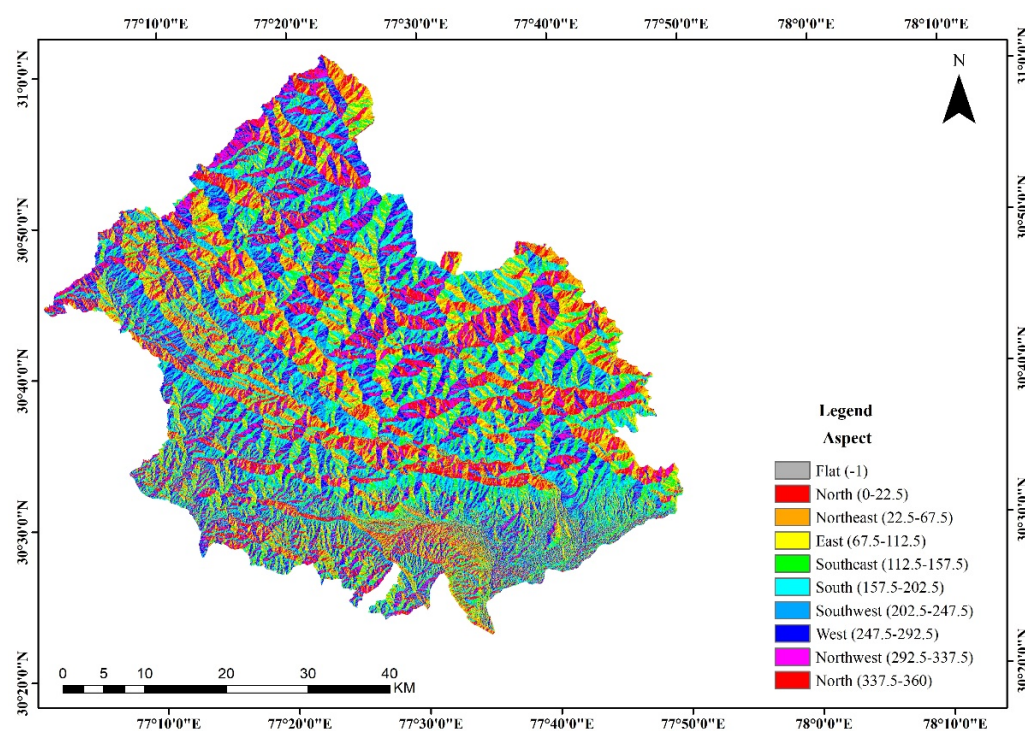 77°10'0"E 77°20'0"E 77°30'0"E 77°40'0"E 77°50'0"E 78°0'0"E 78°10'0"E
31°0'0"N
30°50'0"N
30°40'0"N
30°30'0"N
30°20'0"N
N
Legend
Aspect
Flat (-1)
North (0-22.5)
Northeast (22.5-67.5)
East (67.5-112.5)
Southeast (112.5-157.5)
South (157.5-202.5)
Southwest (202.5-247.5)
West (247.5-292.5)
Northwest (292.5-337.5)
North (337.5-360)
0 5 10 20 30 40
KM
77°10'0"E 77°20'0"E 77°30'0"E 77°40'0"E 77°50'0"E 78°0'0"E 78°10'0"E